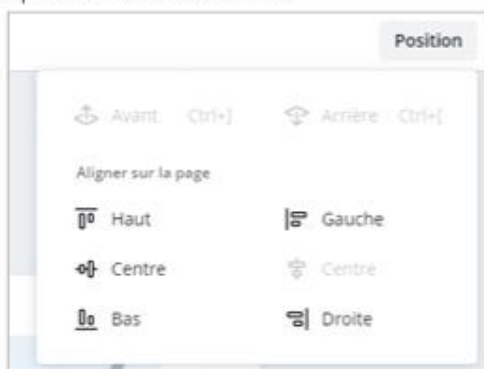 Position
Avant Ctrl+] Arrière Ctrl+[
Aligner sur la page
Haut Gauche
Centre Centre
Bas Droite